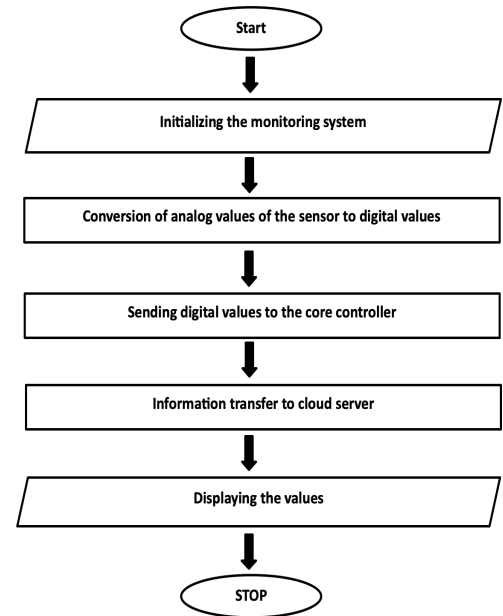 Start
Initializing the monitoring system
Conversion of analog values of the sensor to digital values
Sending digital values to the core controller
Information transfer to cloud server
Displaying the values
STOP